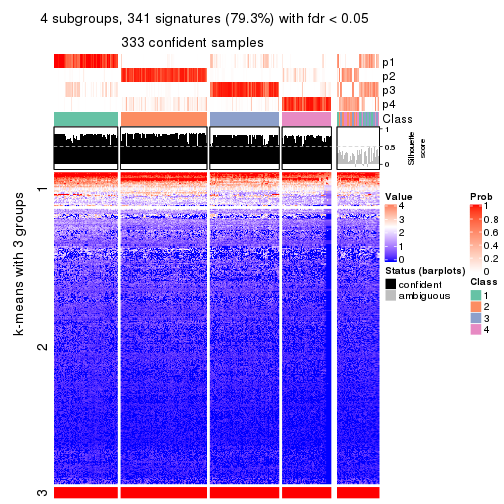 4 subgroups, 341 signatures (79.3%) with fdr < 0.05
333 confident samples
p1
p2
p3
p4
Class
1
0.5
0
Silhouette
score
k-means with 3 groups
1
2
3
Value
4
3
2
1
0
Status (barplots)
confident
ambiguous
Prob
1
0.8
0.6
0.4
0.2
0
Class
1
2
3
4